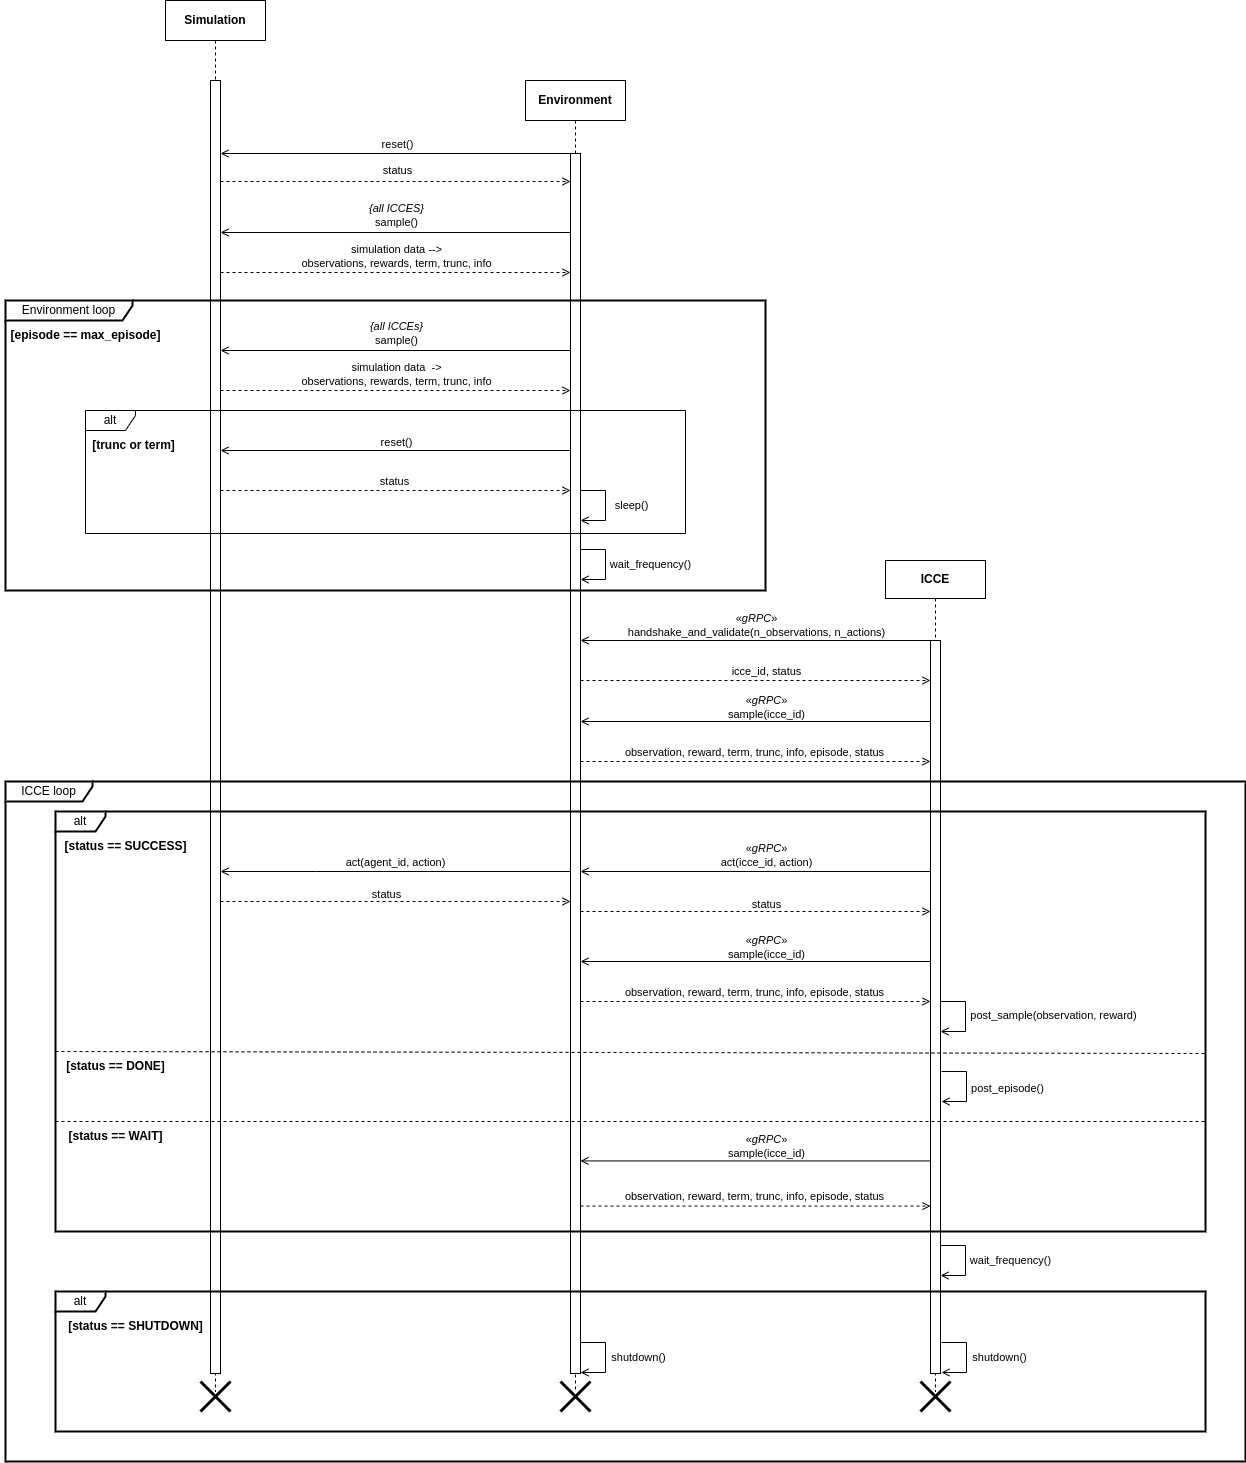 Simulation
Environment
reset()
status
{all ICCES}
sample()
simulation data -->
observations, rewards, term, trunc, info
Environment loop
[episode == max_episode]
{all ICCEs}
sample()
simulation data  ->
observations, rewards, term, trunc, info
alt
[trunc or term]
reset()
status
sleep()
wait_frequency()
ICCE
«gRPC»
handshake_and_validate(n_observations, n_actions)
icce_id, status
«gRPC»
sample(icce_id)
observation, reward, term, trunc, info, episode, status
ICCE loop
alt
[status == SUCCESS]
act(agent_id, action)
«gRPC»
act(icce_id, action)
status
status
«gRPC»
sample(icce_id)
observation, reward, term, trunc, info, episode, status
post_sample(observation, reward)
[status == DONE]
post_episode()
[status == WAIT]
«gRPC»
sample(icce_id)
observation, reward, term, trunc, info, episode, status
wait_frequency()
alt
[status == SHUTDOWN]
shutdown()
shutdown()